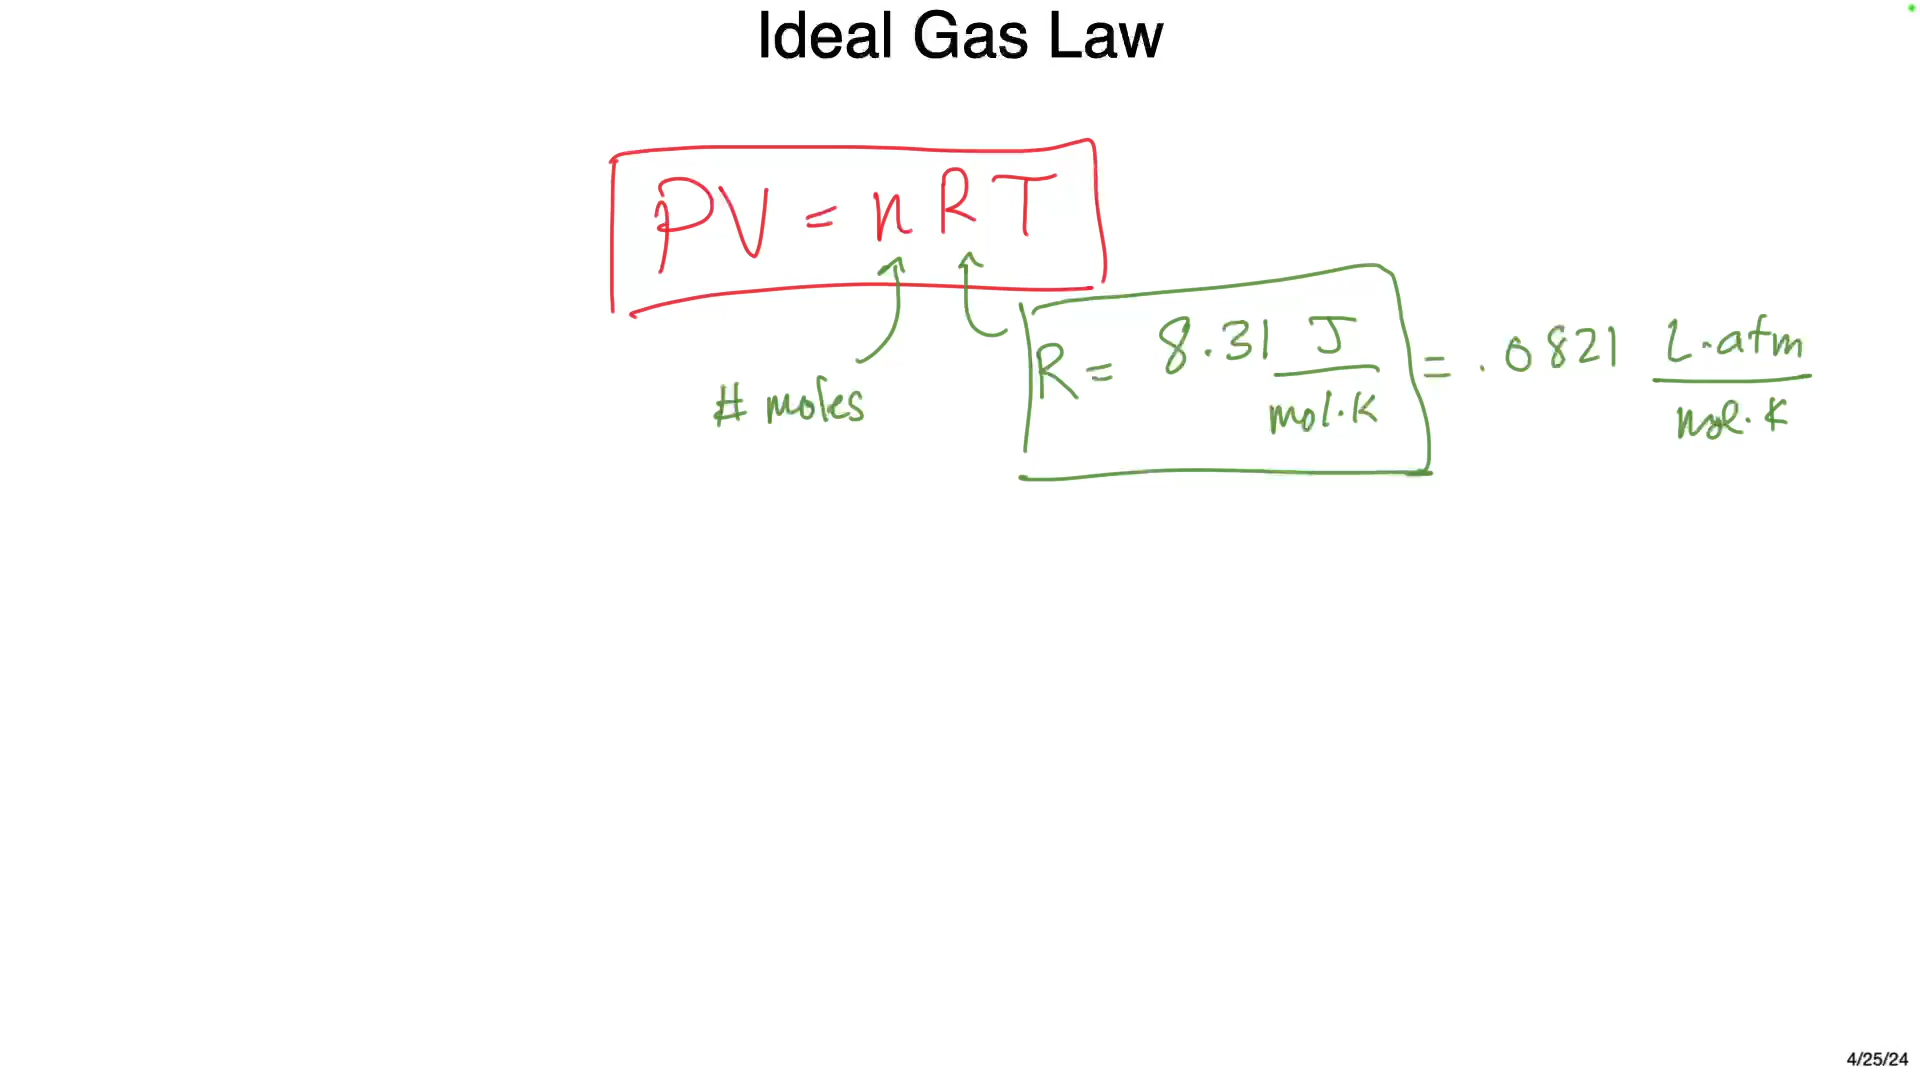 Ideal Gas Law
PV = nRT
# moles
R = 8.31 J/mol·K = .0821 L·atm/mol·K
4/25/24